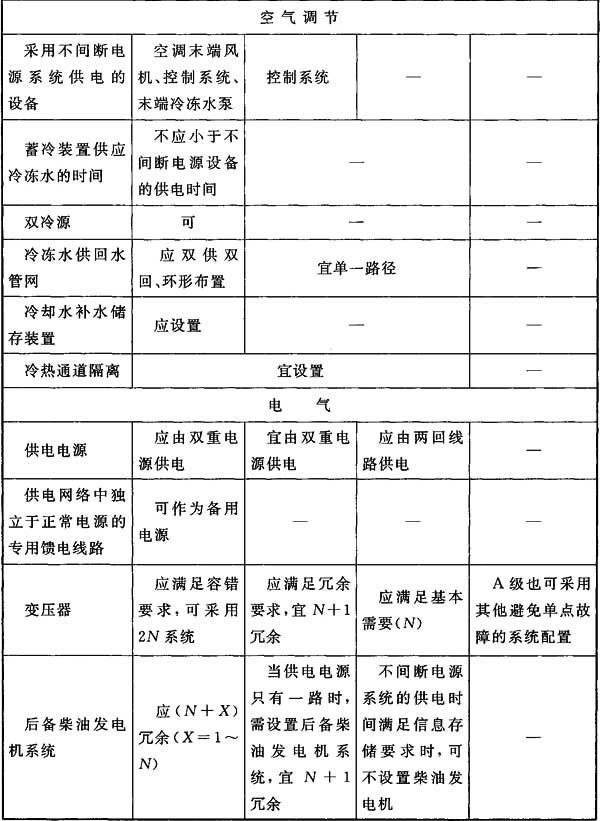 空气调节
采用不间断电
源系统供电的
设备
空调末端风
机、控制系统、
末端冷冻水泵
控制系统
—
—
蓄冷装置供应
冷冻水的时间
不应小于不
间断电源设备
的供电时间
—
—
双冷源
可
—
—
冷冻水供回水
管网
应双供双
回、环形布置
宜单一路径
—
冷却水补水储
存装置
应设置
—
—
冷热通道隔离
宜设置
—
电 气
供电电源
应由双重电
源供电
宜由双重电
源供电
应由两回线
路供电
—
供电网络中独
立于正常电源的
专用馈电线路
可作为备用
电源
—
—
—
变压器
应满足容错
要求,可采用
2N 系统
应满足冗余
要求,宜 N+1
冗余
应满足基本
需要(N)
A 级也可采用
其他避免单点故
障的系统配置
后备柴油发电
机系统
应(N+X)
冗余(X=1～
N)
当供电电源
只有一路时,
需设置后备柴
油发电机系
统,宜 N+1
冗余
不间断电源
系统的供电时
间满足信息存
储要求时,可
不设置柴油发
电机
—